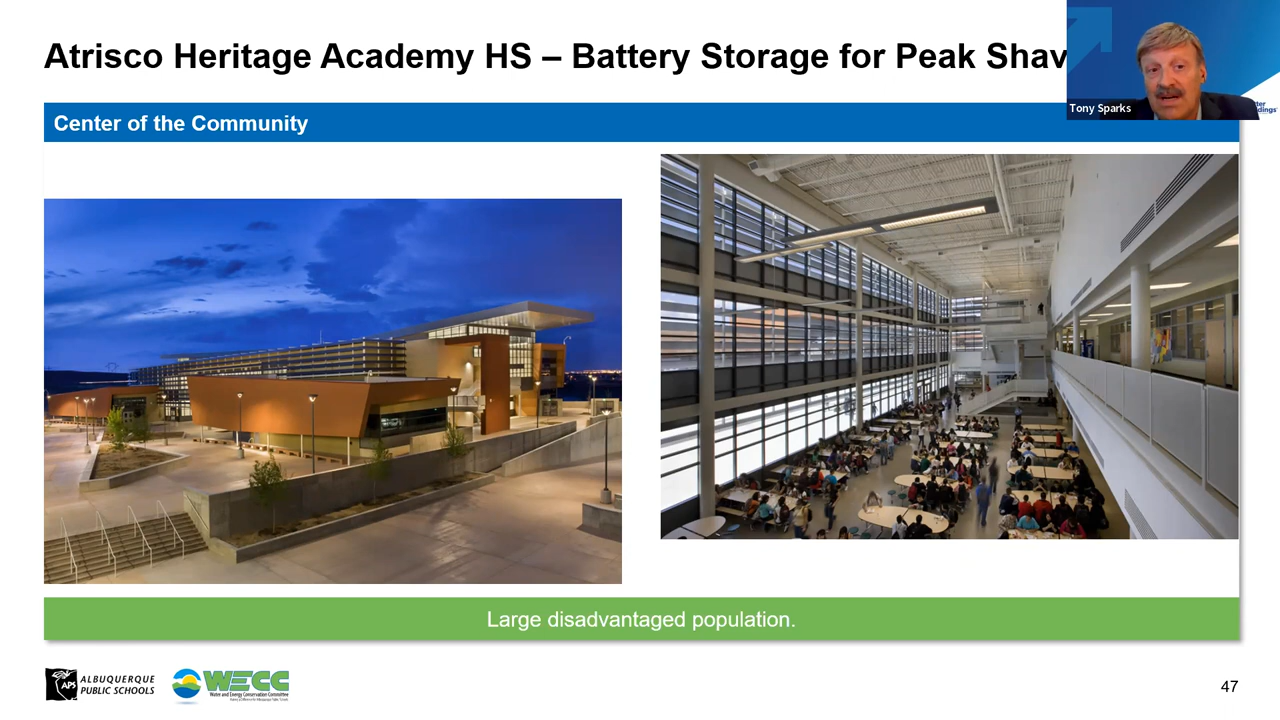 Atrisco Heritage Academy HS – Battery Storage for Peak Shav
Tony Sparks
Center of the Community
Large disadvantaged population.
APS
ALBUQUERQUE
PUBLIC SCHOOLS
WECC
Water and Energy Conservation Committee
47